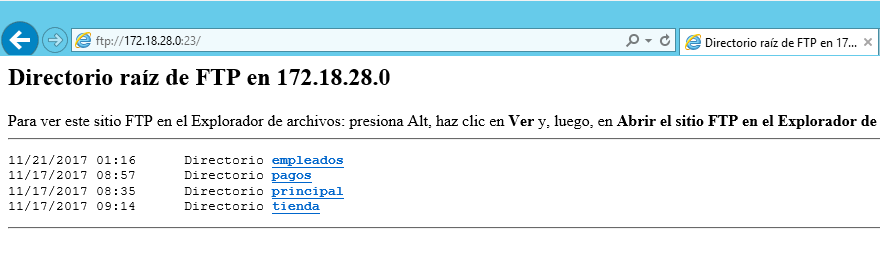 ftp://172.18.28.0:23/
Directorio raíz de FTP en 17...
Directorio raíz de FTP en 172.18.28.0
Para ver este sitio FTP en el Explorador de archivos: presiona Alt, haz clic en Ver y, luego, en Abrir el sitio FTP en el Explorador de
11/21/2017 01:16 Directorio empleados
11/17/2017 08:57 Directorio pagos
11/17/2017 08:35 Directorio principal
11/17/2017 09:14 Directorio tienda